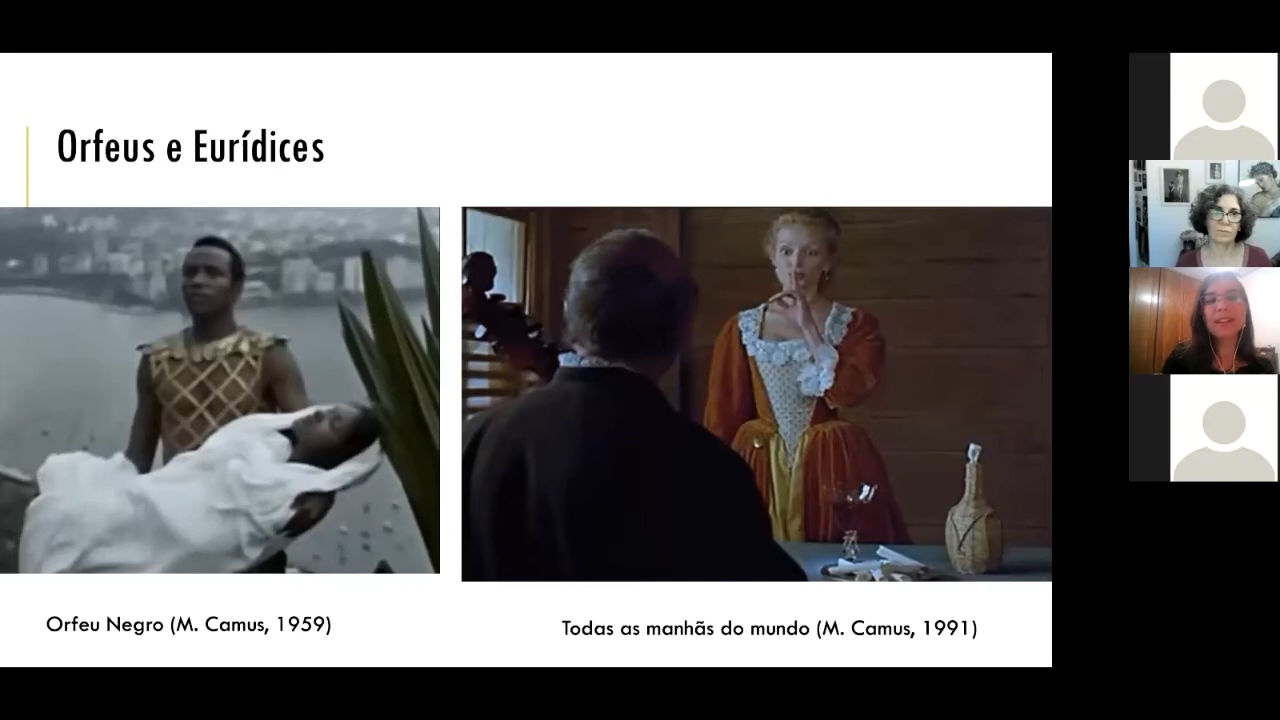 Orfeus e Eurídices
Orfeu Negro (M. Camus, 1959)
Todas as manhãs do mundo (M. Camus, 1991)